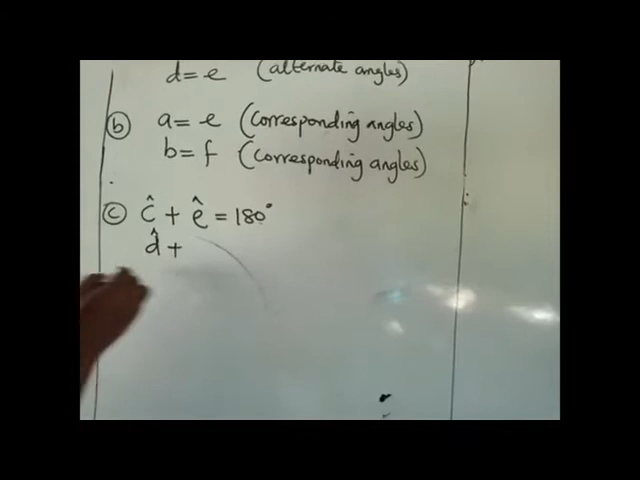 d = e (alternate angles)
ⓑ a = e (Corresponding angles)
b = f (Corresponding angles)
ⓒ ĉ + ê = 180°
d̂ +